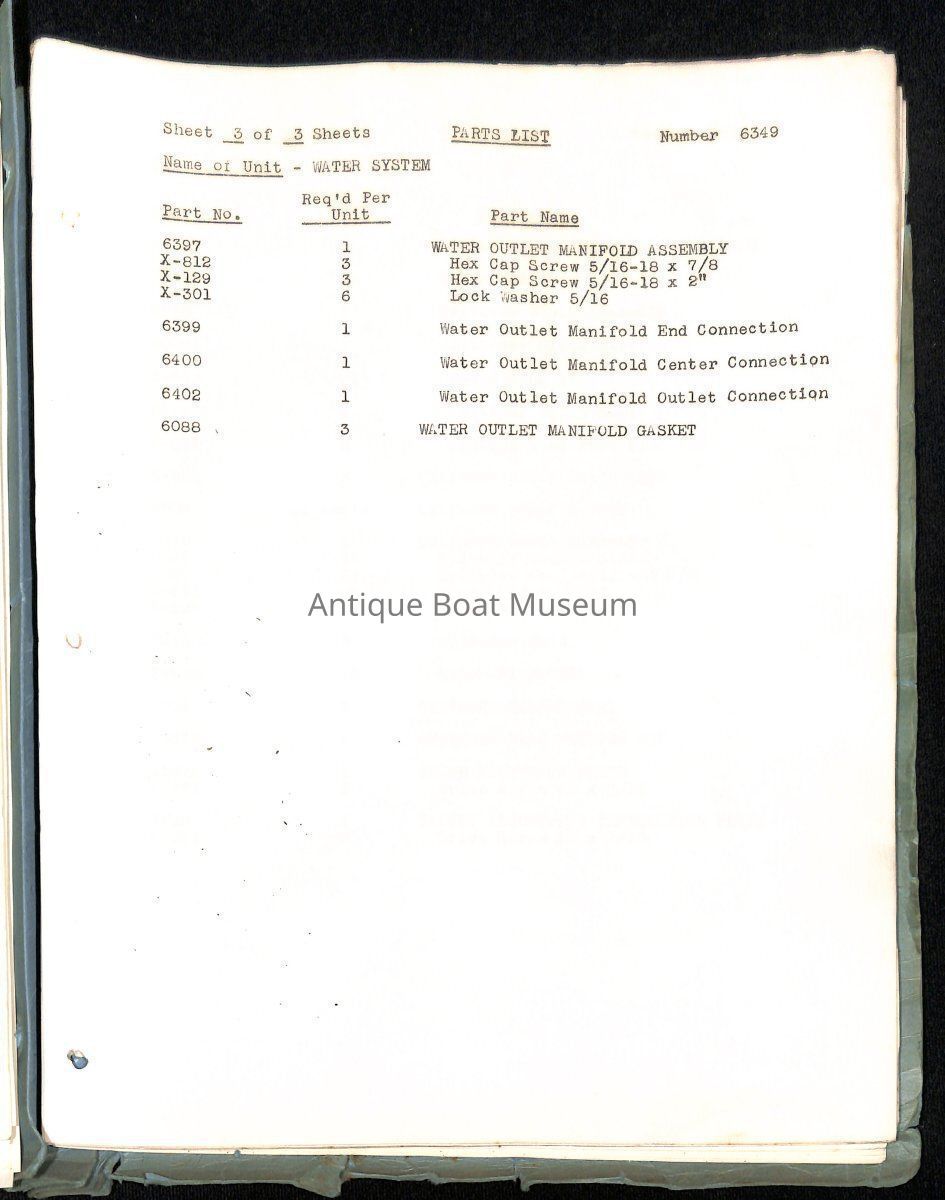 Sheet 3 of 3 Sheets PARTS LIST Number 6349
Name of Unit - WATER SYSTEM
Req'd Per
Part No. Unit Part Name
6397 1 WATER OUTLET MANIFOLD ASSEMBLY
X-812 3 Hex Cap Screw 5/16-18 x 7/8
X-129 3 Hex Cap Screw 5/16-18 x 2"
X-301 6 Lock Washer 5/16
6399 1 Water Outlet Manifold End Connection
6400 1 Water Outlet Manifold Center Connection
6402 1 Water Outlet Manifold Outlet Connection
6088 3 WATER OUTLET MANIFOLD GASKET
Antique Boat Museum